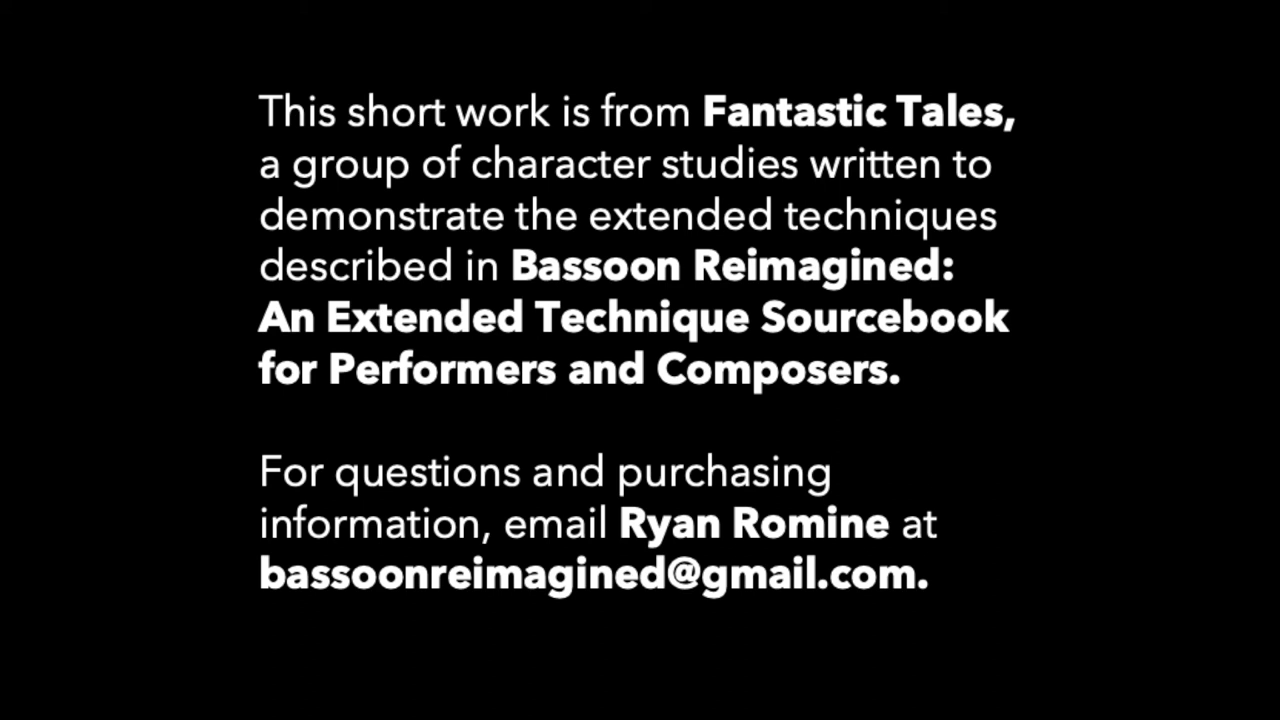 This short work is from Fantastic Tales,
a group of character studies written to
demonstrate the extended techniques
described in Bassoon Reimagined:
An Extended Technique Sourcebook
for Performers and Composers.
For questions and purchasing
information, email Ryan Romine at
bassoonreimagined@gmail.com.